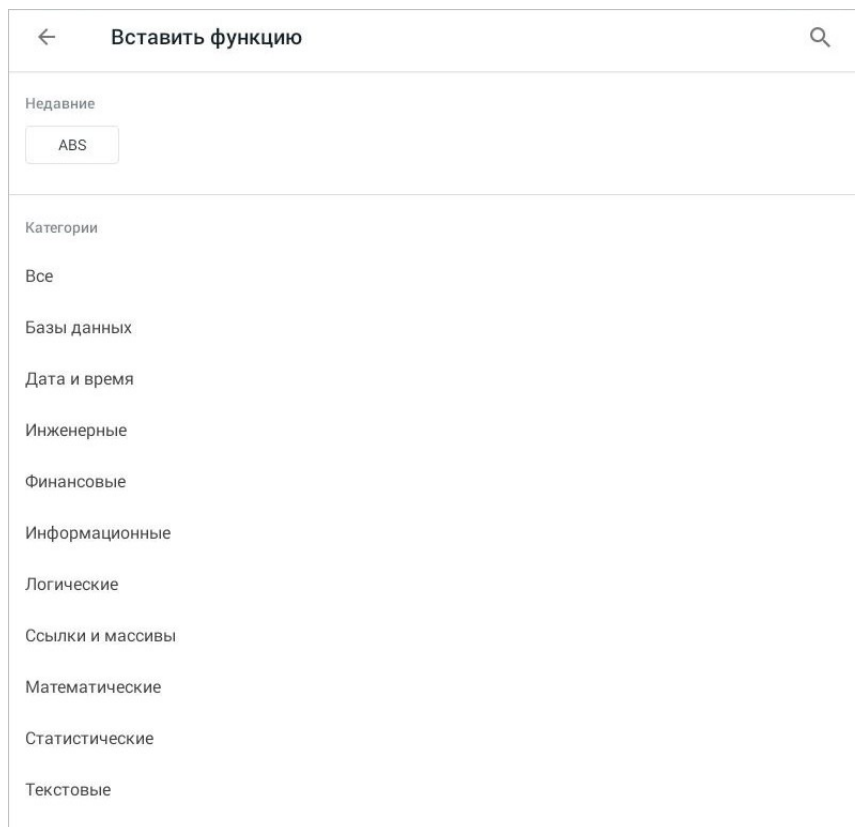 Вставить функцию
Недавние
ABS
Категории
Все
Базы данных
Дата и время
Инженерные
Финансовые
Информационные
Логические
Ссылки и массивы
Математические
Статистические
Текстовые